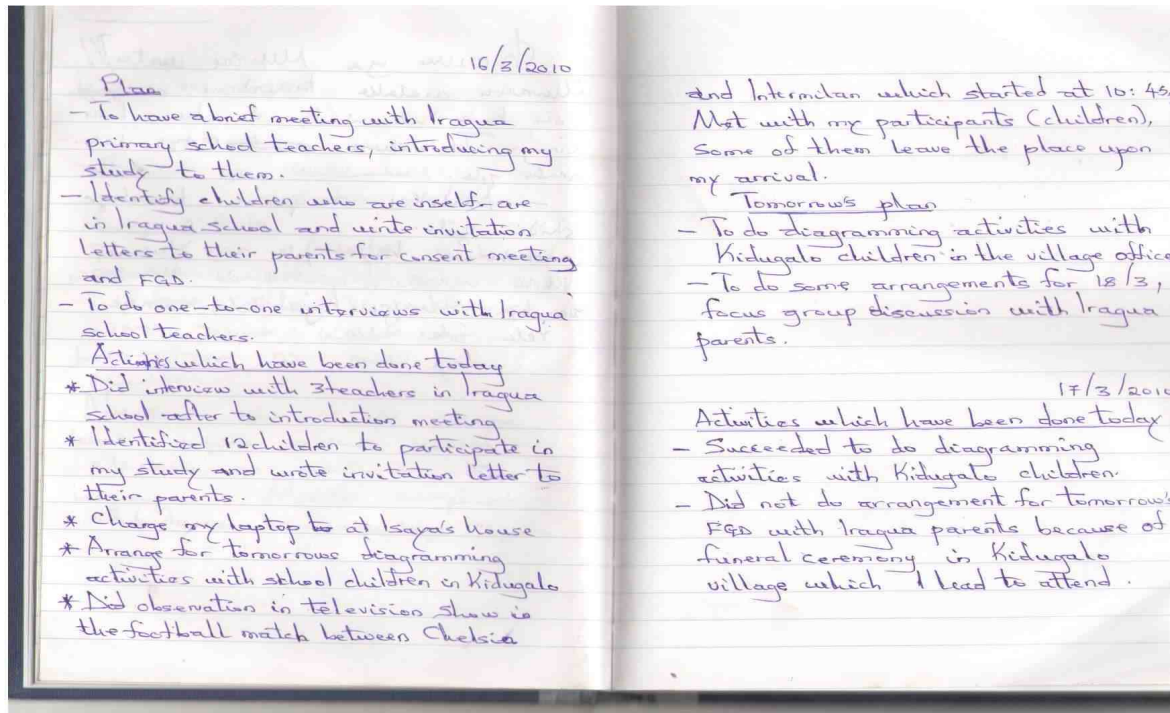 16/3/2010
Plan
- To have a brief meeting with Iragua
primary school teachers, introducing my
study to them.
- Identify children who are inself-are
in Iragua school and write invitation
letters to their parents for consent meeting
and FGD.
- To do one-to-one interviews with Iragua
school teachers.
Activities which have been done today
* Did interview with 3 teachers in Iragua
school after to introduction meeting
* Identified 12 children to participate in
my study and wrote invitation letter to
their parents.
* Charge my laptop to at Isaya's house
* Arrange for tomorrows diagramming
activities with school children in Kidugalo
* Did observation in television show in
the football match between Chelsia
and Intermilan which started at 10:45.
Met with my participants (children),
some of them leave the place upon
my arrival.
Tomorrow's plan
- To do diagramming activities with
Kidugalo children in the village office
- To do some arrangements for 18/3,
focus group discussion with Iragua
parents.
17/3/2010
Activities which have been done today
- Succeeded to do diagramming
activities with Kidugalo children.
- Did not do arrangement for tomorrow's
FGD with Iragua parents because of
funeral ceremony in Kidugalo
village which I had to attend.